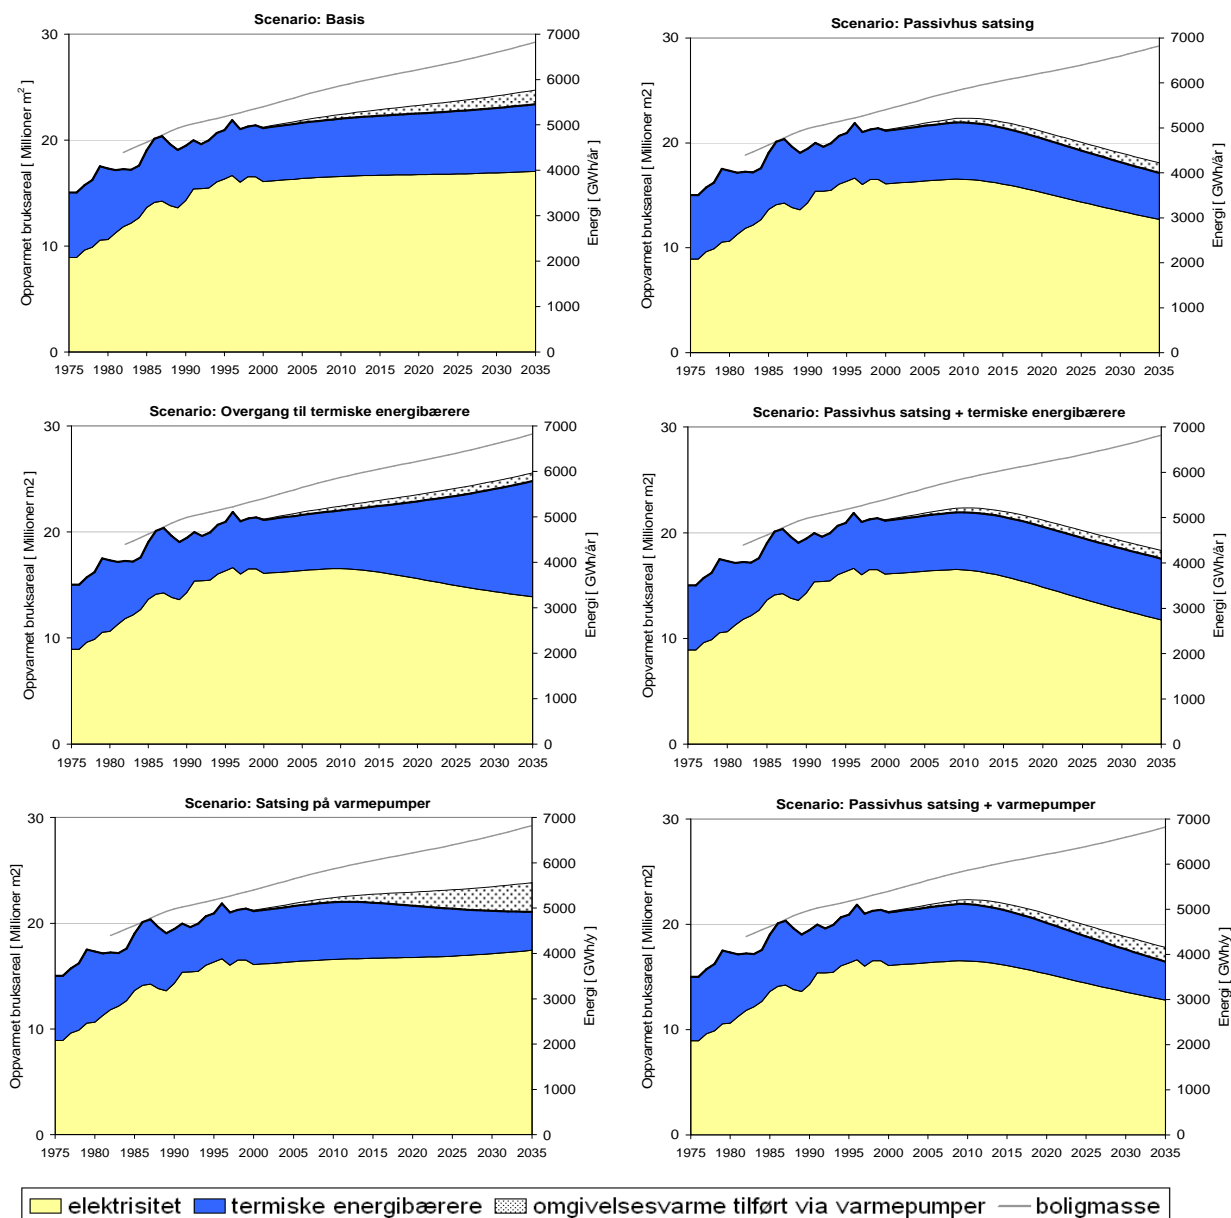 Scenario: Basis
Oppvarmet bruksareal [ Millioner m² ]
30
20
10
0
7000
6000
5000
4000
3000
2000
1000
0
Energi [ GWh/år ]
1975 1980 1985 1990 1995 2000 2005 2010 2015 2020 2025 2030 2035
Scenario: Passivhus satsing
Oppvarmet bruksareal [ Millioner m2 ]
30
20
10
0
7000
6000
5000
4000
3000
2000
1000
0
Energi [ GWh/år ]
1975 1980 1985 1990 1995 2000 2005 2010 2015 2020 2025 2030 2035
Scenario: Overgang til termiske energibærere
Oppvarmet bruksareal [ Millioner m2 ]
30
20
10
0
7000
6000
5000
4000
3000
2000
1000
0
Energi [ GWh/år ]
1975 1980 1985 1990 1995 2000 2005 2010 2015 2020 2025 2030 2035
Scenario: Passivhus satsing + termiske energibærere
Oppvarmet bruksareal [ Millioner m2]
30
20
10
0
7000
6000
5000
4000
3000
2000
1000
0
Energi [ GWh/år ]
1975 1980 1985 1990 1995 2000 2005 2010 2015 2020 2025 2030 2035
Scenario: Satsing på varmepumper
Oppvarmet bruksareal [ Millioner m2]
30
20
10
0
7000
6000
5000
4000
3000
2000
1000
0
Energi [ GWh/y ]
1975 1980 1985 1990 1995 2000 2005 2010 2015 2020 2025 2030 2035
Scenario: Passivhus satsing + varmepumper
Oppvarmet bruksareal [ Millioner m2]
30
20
10
0
7000
6000
5000
4000
3000
2000
1000
0
Energi [ GWh/y ]
1975 1980 1985 1990 1995 2000 2005 2010 2015 2020 2025 2030 2035
elektrisitet termiske energibærere omgivelsesvarme tilført via varmepumper boligmasse